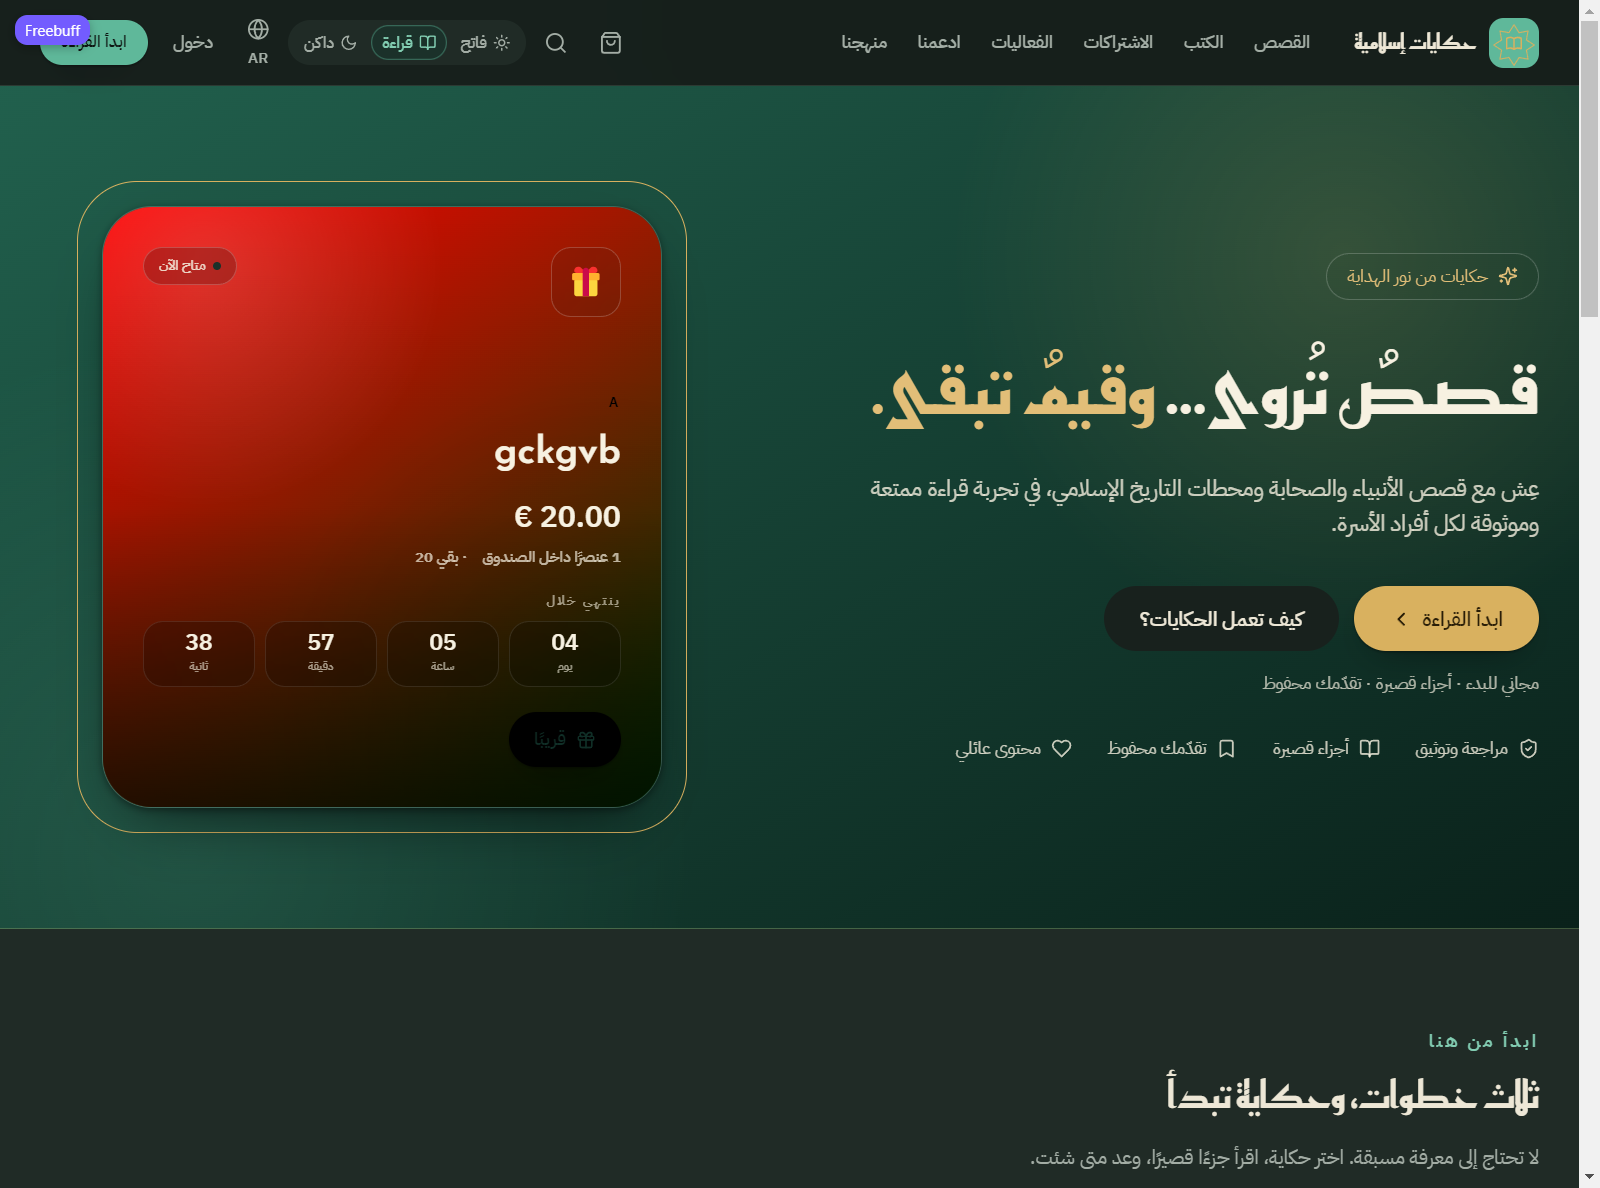 حكايات إسلامية
القصص
الكتب
الاشتراكات
الفعاليات
ادعمنا
منهجنا
فاتح
قراءة
داكن
AR
دخول
ابدأ القراءة
Freebuff
حكايات من نور الهداية
قصصٌ تُروى... وقيمٌ تبقى.
عِش مع قصص الأنبياء والصحابة ومحطات التاريخ الإسلامي، في تجربة قراءة ممتعة
وموثوقة لكل أفراد الأسرة.
ابدأ القراءة
كيف تعمل الحكايات؟
مجاني للبدء · أجزاء قصيرة · تقدّمك محفوظ
مراجعة وتوثيق
أجزاء قصيرة
تقدّمك محفوظ
محتوى عائلي
متاح الآن
A
gckgvb
€ 20.00
1 عنصرًا داخل الصندوق · بقي 20
ينتهي خلال
04 يوم
05 ساعة
57 دقيقة
38 ثانية
قريبًا
ابدأ من هنا
ثلاث خطوات، وحكاية تبدأ
لا تحتاج إلى معرفة مسبقة. اختر حكاية، اقرأ جزءًا قصيرًا، وعد متى شئت.